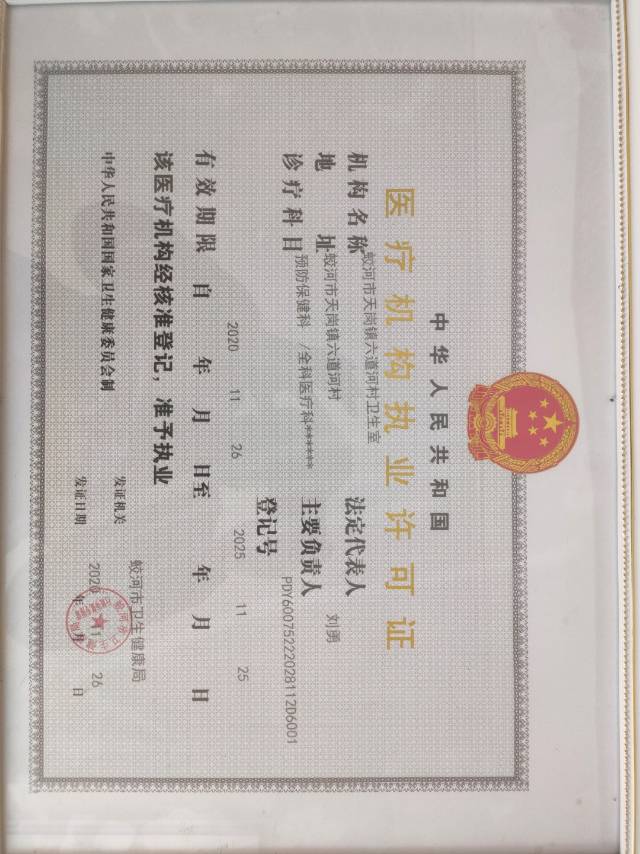 中华人民共和国
医疗机构执业许可证
机构名称 蛟河市天岗镇六道河村卫生室 法定代表人
地 址 蛟河市天岗镇六道河村 主要负责人 刘勇
诊疗科目 预防保健科 /全科医疗科****** 登记号 PDY60075222028112D6001
有效期限 自 2020 年 11 月 26 日至 2025 年 11 月 25 日
该医疗机构经核准登记，准予执业
发证机关 蛟河市卫生健康局
中华人民共和国国家卫生健康委员会制 发证日期 2020 年 11 月 26 日